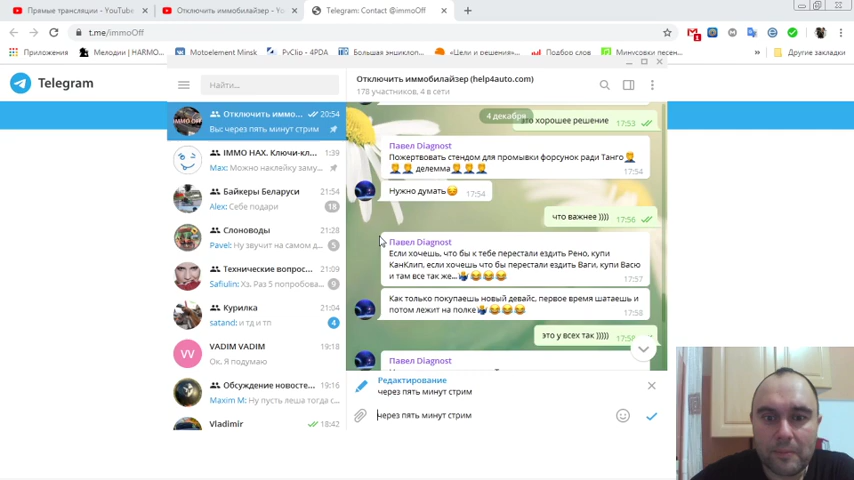 Прямые трансляции - YouTube
Отключить иммобилайзер - Yo
Telegram: Contact @immoOff
t.me/immoOff
Приложения
Мелодии / HARMO...
Motoelement Minsk
PvClip - 4PDA
Большая энциклоп...
«Цели и решения»...
Подбор слов
Минусовки песен...
Другие закладки
Telegram
Найти...
Отключить иммобилайзер (help4auto.com)
178 участников, 4 в сети
Отключить иммо...
20:54
Вы: через пять минут стрим
IMMO HAX. Ключи-кл...
1:39
Max: Можно наклейку заму...
Байкеры Беларуси
21:54
Alex: Себе подари
18
Слоноводы
21:28
Pavel: Ну звучит на самом д...
5
Технические вопрос...
21:09
Safiulin: Хз. Раз 5 попробова...
9
Курилка
21:04
satand: и тд и тп
4
VV
VADIM VADIM
19:18
Ок, Я подумаю
Обсуждение новосте...
19:16
Maxim M: Ну пусть леша тогда с...
Vladimir
18:42
4 декабря
это хорошее решение
17:53
Павел Diagnost
Пожертвовать стендом для промывки форсунок ради Танго
делемма
17:54
Нужно думать
17:54
что важнее ))))
17:56
Павел Diagnost
Если хочешь, что бы к тебе перестали ездить Рено, купи
КанКлип, если хочешь что бы перестали ездить Ваги, купи Васю
и там все так же...
17:57
Как только покупаешь новый девайс, первое время шатаешь и
потом лежит на полке
17:58
это у всех так )))))
17:58
Павел Diagnost
Редактирование
через пять минут стрим
через пять минут стрим